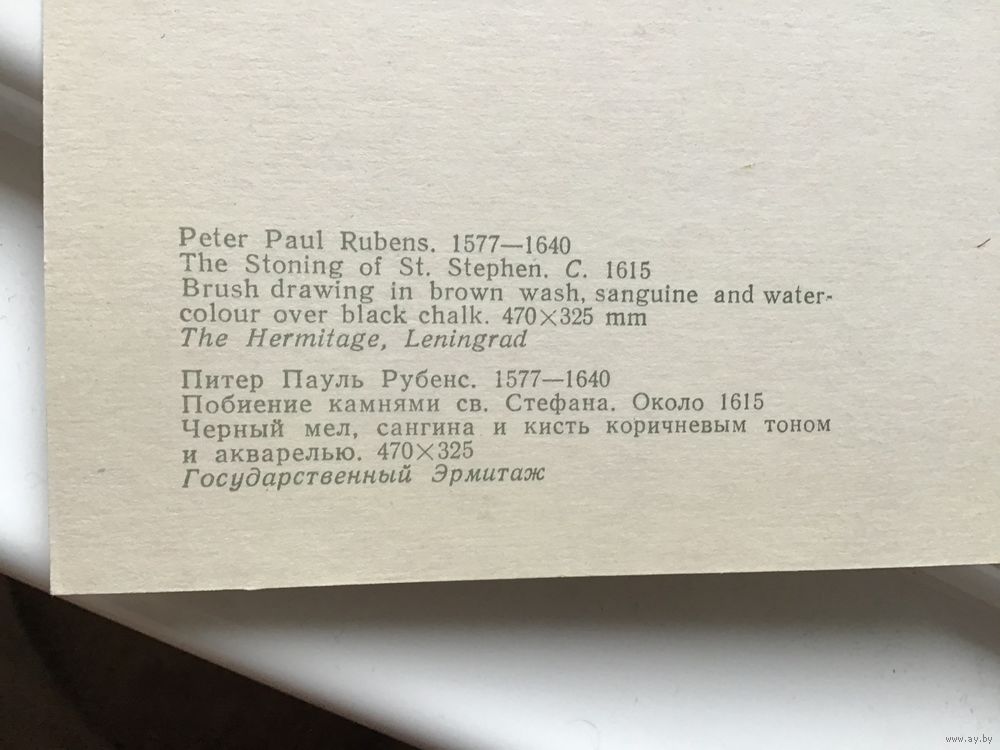 Peter Paul Rubens. 1577—1640
The Stoning of St. Stephen. C. 1615
Brush drawing in brown wash, sanguine and water-
colour over black chalk. 470×325 mm
The Hermitage, Leningrad
Питер Пауль Рубенс. 1577—1640
Побиение камнями св. Стефана. Около 1615
Черный мел, сангина и кисть коричневым тоном
и акварелью. 470×325
Государственный Эрмитаж
www.ay.by